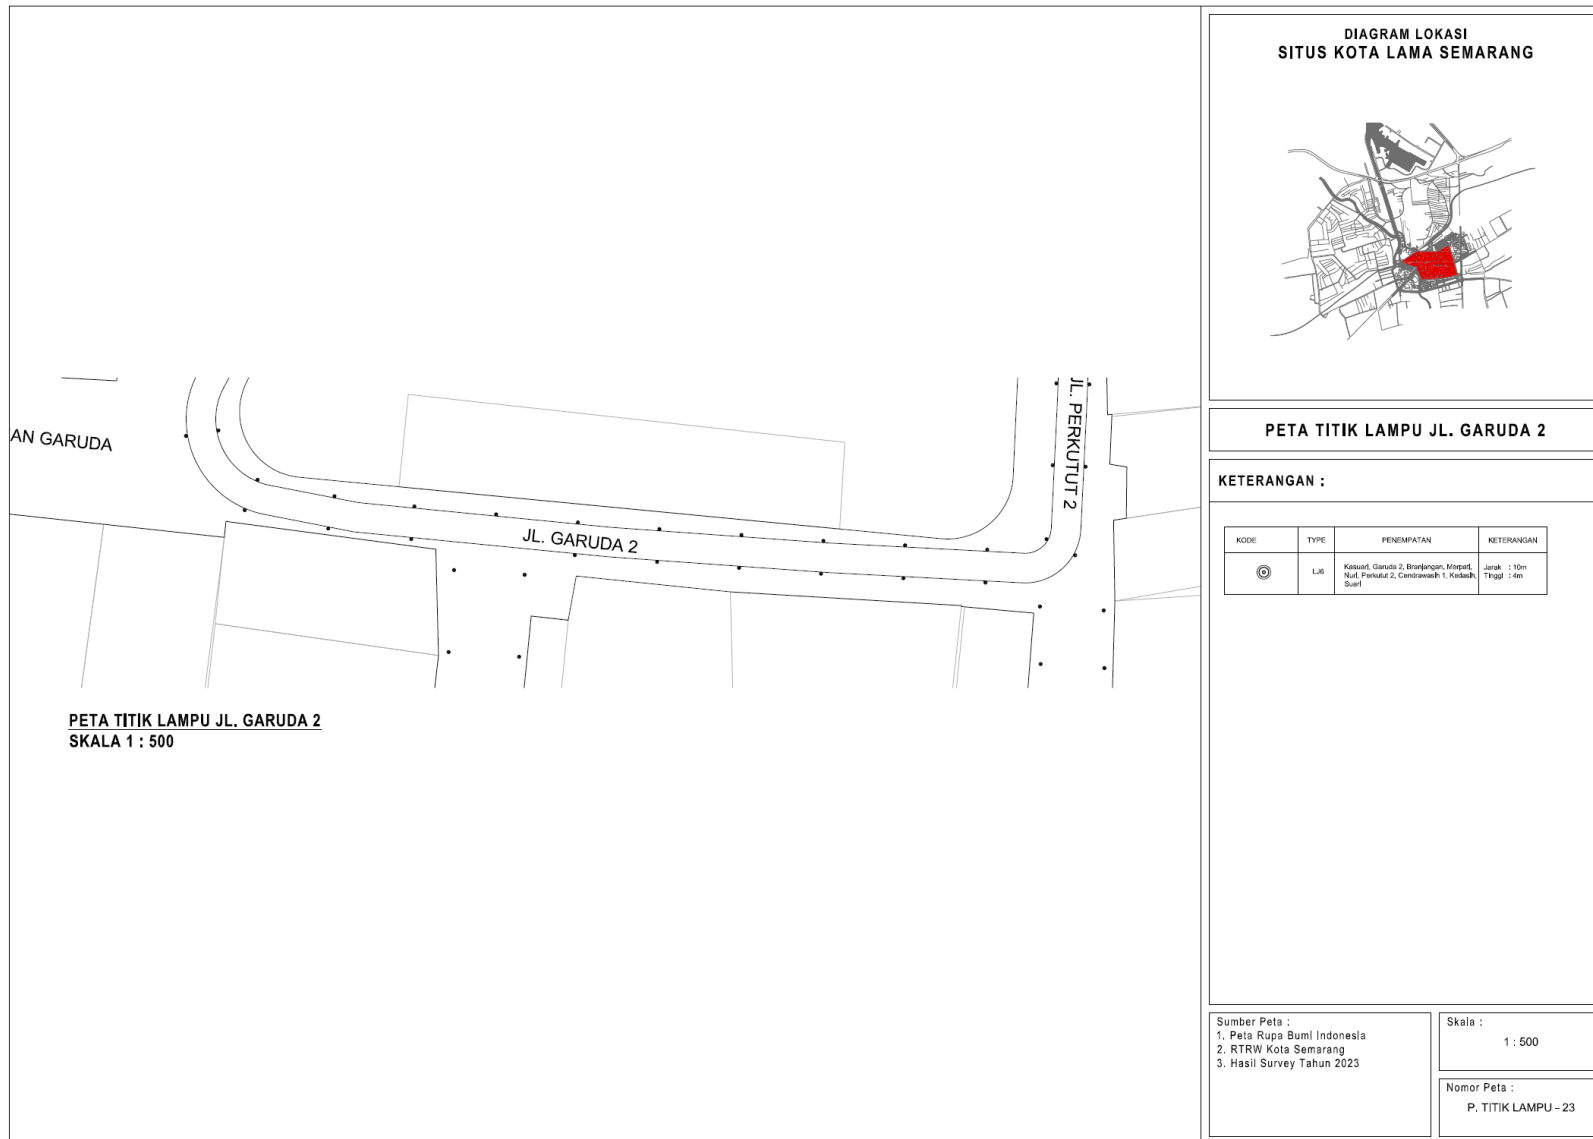 DIAGRAM LOKASI
SITUS KOTA LAMA SEMARANG
AN GARUDA
JL. PERKUTUT 2
JL. GARUDA 2
PETA TITIK LAMPU JL. GARUDA 2
SKALA 1 : 500
PETA TITIK LAMPU JL. GARUDA 2
KETERANGAN :
KODE TYPE PENEMPATAN KETERANGAN
LJ6
Kasuari, Garuda 2, Branjangan, Merpati,
Nuri, Perkutut 2, Cendrawasih 1, Kedasih,
Suari
Jarak : 10m
Tinggi : 4m
Sumber Peta :
1. Peta Rupa Bumi Indonesia
2. RTRW Kota Semarang
3. Hasil Survey Tahun 2023
Skala :
1 : 500
Nomor Peta :
P. TITIK LAMPU - 23